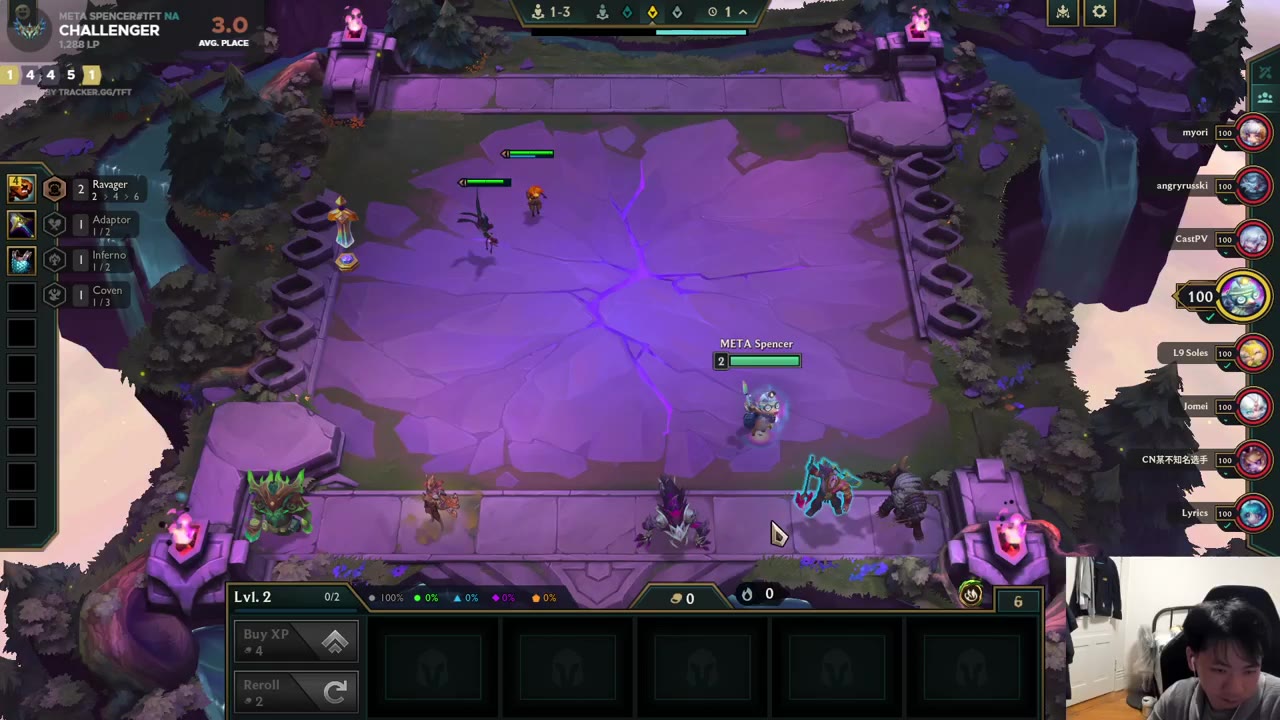 META SPENCER#TFT NA
CHALLENGER
1,288 LP
3.0
AVG. PLACE
1 4 4 5 1
BY TRACKER.GG/TFT
1-3
1
4
2 Ravager
2 > 4 > 6
1 Adaptor
1 / 2
1 Inferno
1 / 2
1 Coven
1 / 3
META Spencer
2
myori 100
angryrusski 100
CastPV 100
100
L9 Soles 100
Jomei 100
CN某不知名选手 100
Lyrics 100
Lvl. 2 0/2
100% 0% 0% 0% 0%
0
0
6
Buy XP
4
Reroll
2